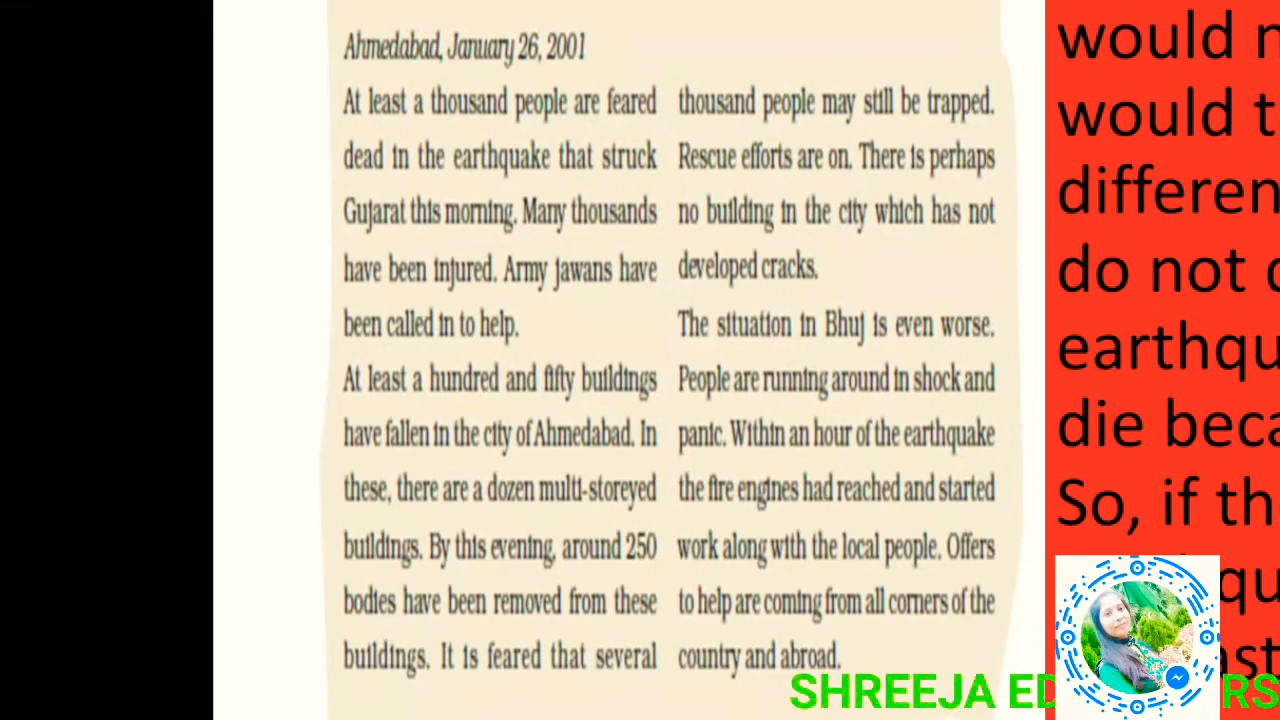 Ahmedabad, January 26, 2001
At least a thousand people are feared
dead in the earthquake that struck
Gujarat this morning. Many thousands
have been injured. Army jawans have
been called in to help.
At least a hundred and fifty buildings
have fallen in the city of Ahmedabad. In
these, there are a dozen multi-storeyed
buildings. By this evening, around 250
bodies have been removed from these
buildings. It is feared that several
thousand people may still be trapped.
Rescue efforts are on. There is perhaps
no building in the city which has not
developed cracks.
The situation in Bhuj is even worse.
People are running around in shock and
panic. Within an hour of the earthquake
the fire engines had reached and started
work along with the local people. Offers
to help are coming from all corners of the
country and abroad.
would
would
do not
die
So, if
SHREEJA